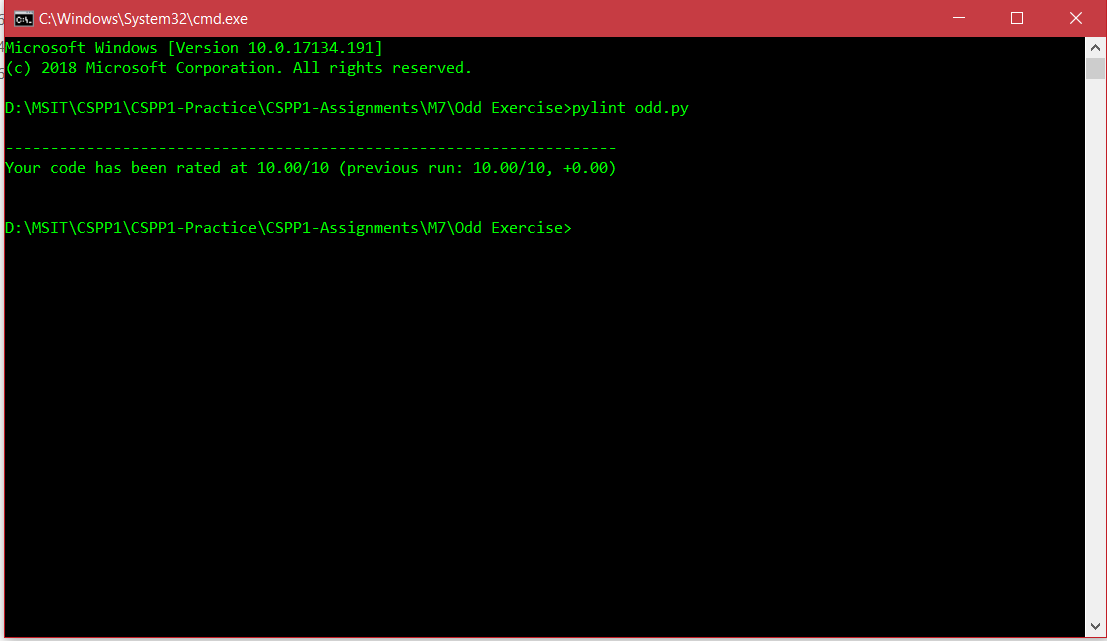 C:\Windows\System32\cmd.exe
Microsoft Windows [Version 10.0.17134.191]
(c) 2018 Microsoft Corporation. All rights reserved.
D:\MSIT\CSPP1\CSPP1-Practice\CSPP1-Assignments\M7\Odd Exercise>pylint odd.py
--------------------------------------------------------------------
Your code has been rated at 10.00/10 (previous run: 10.00/10, +0.00)
D:\MSIT\CSPP1\CSPP1-Practice\CSPP1-Assignments\M7\Odd Exercise>